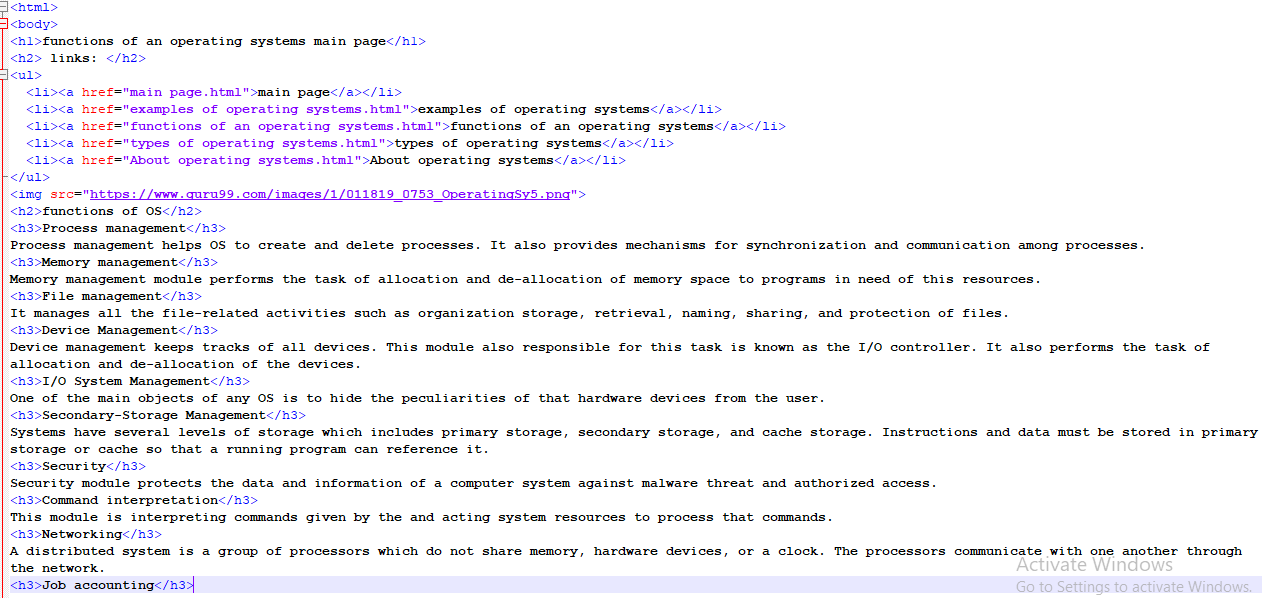 <html>
<body>
<h1>functions of an operating systems main page</h1>
<h2> links: </h2>
<ul>
  <li><a href="main page.html">main page</a></li>
  <li><a href="examples of operating systems.html">examples of operating systems</a></li>
  <li><a href="functions of an operating systems.html">functions of an operating systems</a></li>
  <li><a href="types of operating systems.html">types of operating systems</a></li>
  <li><a href="About operating systems.html">About operating systems</a></li>
</ul>
<img src="https://www.guru99.com/images/1/011819_0753_OperatingSy5.png">
<h2>functions of OS</h2>
<h3>Process management</h3>
Process management helps OS to create and delete processes. It also provides mechanisms for synchronization and communication among processes.
<h3>Memory management</h3>
Memory management module performs the task of allocation and de-allocation of memory space to programs in need of this resources.
<h3>File management</h3>
It manages all the file-related activities such as organization storage, retrieval, naming, sharing, and protection of files.
<h3>Device Management</h3>
Device management keeps tracks of all devices. This module also responsible for this task is known as the I/O controller. It also performs the task of
allocation and de-allocation of the devices.
<h3>I/O System Management</h3>
One of the main objects of any OS is to hide the peculiarities of that hardware devices from the user.
<h3>Secondary-Storage Management</h3>
Systems have several levels of storage which includes primary storage, secondary storage, and cache storage. Instructions and data must be stored in primary
storage or cache so that a running program can reference it.
<h3>Security</h3>
Security module protects the data and information of a computer system against malware threat and authorized access.
<h3>Command interpretation</h3>
This module is interpreting commands given by the and acting system resources to process that commands.
<h3>Networking</h3>
A distributed system is a group of processors which do not share memory, hardware devices, or a clock. The processors communicate with one another through
the network.
<h3>Job accounting</h3>
Activate Windows
Go to Settings to activate Windows.